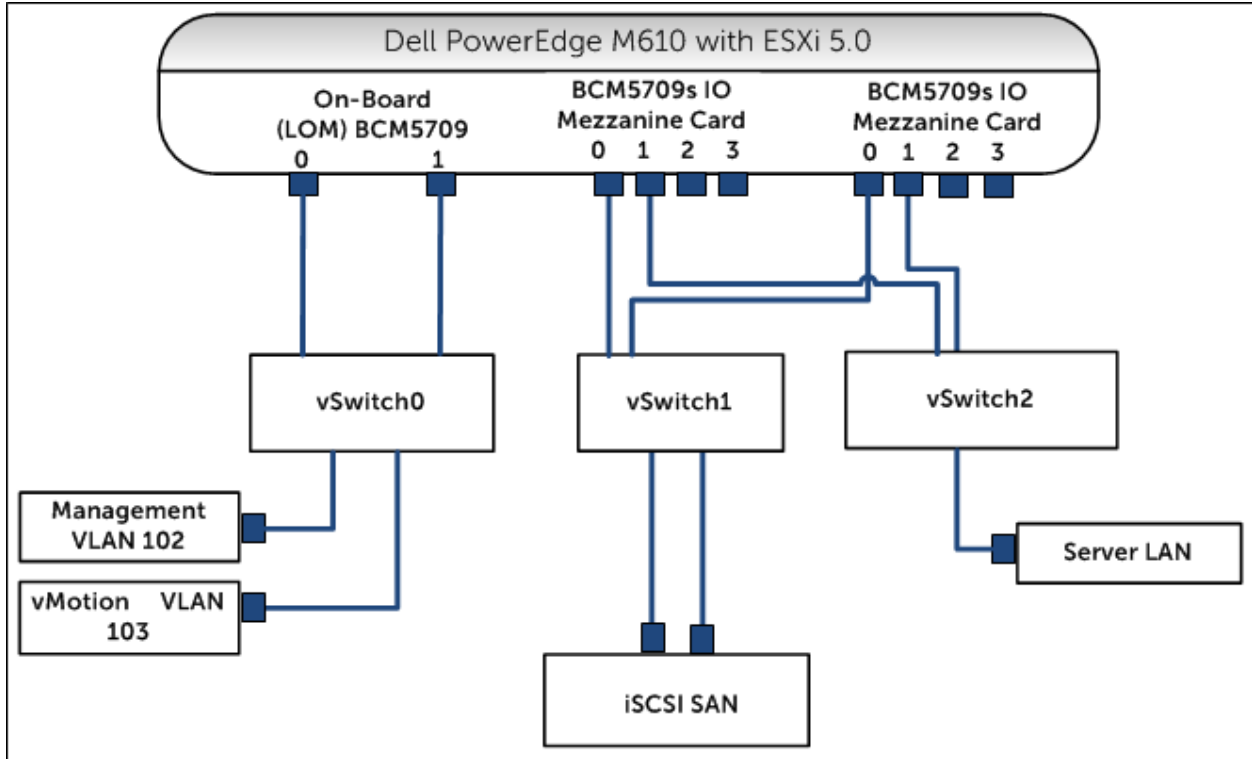 Dell PowerEdge M610 with ESXi 5.0
On-Board
(LOM) BCM5709
0 1
BCM5709s IO
Mezzanine Card
0 1 2 3
BCM5709s IO
Mezzanine Card
0 1 2 3
vSwitch0
vSwitch1
vSwitch2
Management
VLAN 102
vMotion VLAN
103
Server LAN
iSCSI SAN